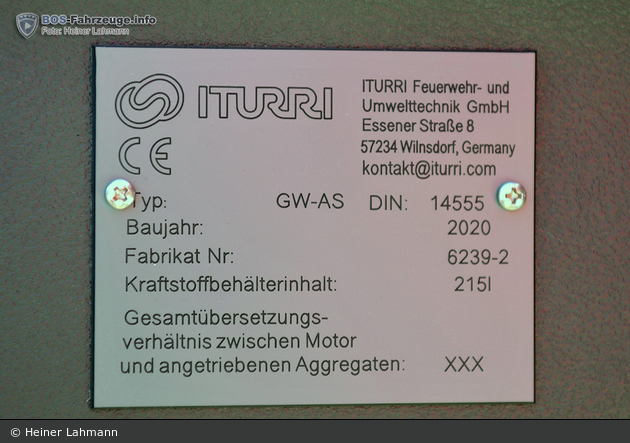 BOS-Fahrzeuge.info
Foto: Heiner Lahmann
ITURRI
ITURRI Feuerwehr- und
Umwelttechnik GmbH
Essener Straße 8
57234 Wilnsdorf, Germany
kontakt@iturri.com
CE
Typ: GW-AS DIN: 14555
Baujahr: 2020
Fabrikat Nr: 6239-2
Kraftstoffbehälterinhalt: 215l
Gesamtübersetzungs-
verhältnis zwischen Motor
und angetriebenen Aggregaten: XXX
© Heiner Lahmann